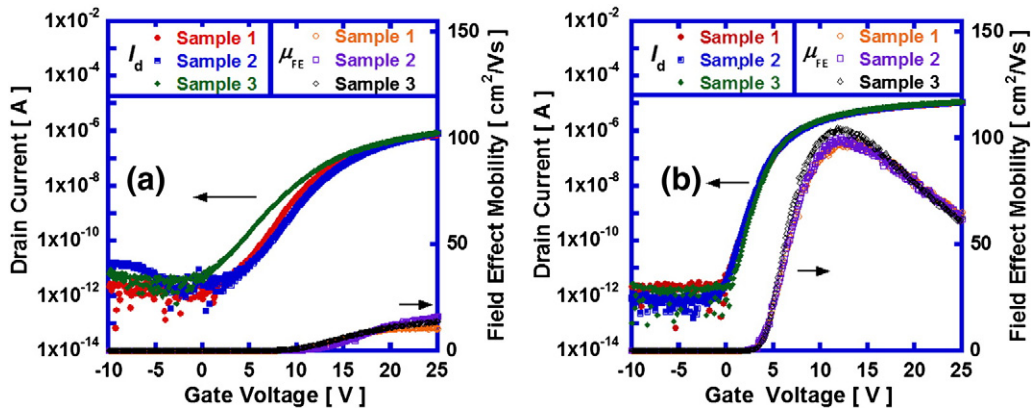 1x10⁻²
1x10⁻⁴
1x10⁻⁶
1x10⁻⁸
1x10⁻¹⁰
1x10⁻¹²
1x10⁻¹⁴
Drain Current [ A ]
I_d
Sample 1
Sample 2
Sample 3
μ_FE
Sample 1
Sample 2
Sample 3
(a)
150
100
50
0
Field Effect Mobility [ cm²/Vs ]
-10 -5 0 5 10 15 20 25
Gate Voltage [ V ]
1x10⁻²
1x10⁻⁴
1x10⁻⁶
1x10⁻⁸
1x10⁻¹⁰
1x10⁻¹²
1x10⁻¹⁴
Drain Current [ A ]
I_d
Sample 1
Sample 2
Sample 3
μ_FE
Sample 1
Sample 2
Sample 3
(b)
150
100
50
0
Field Effect Mobility [ cm²/Vs ]
-10 -5 0 5 10 15 20 25
Gate Voltage [ V ]